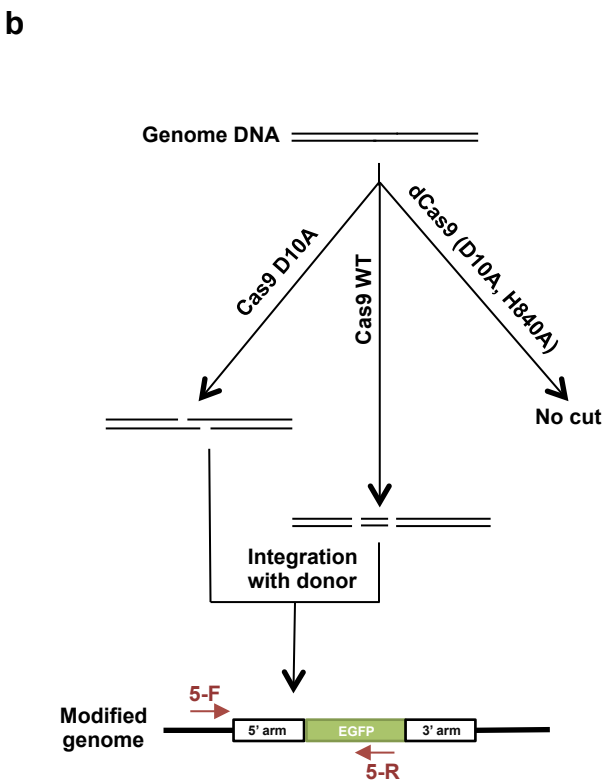 b
Genome DNA
Cas9 D10A
Cas9 WT
dCas9 (D10A, H840A)
No cut
Integration
with donor
5-F
Modified
genome
5’ arm
EGFP
3’ arm
5-R